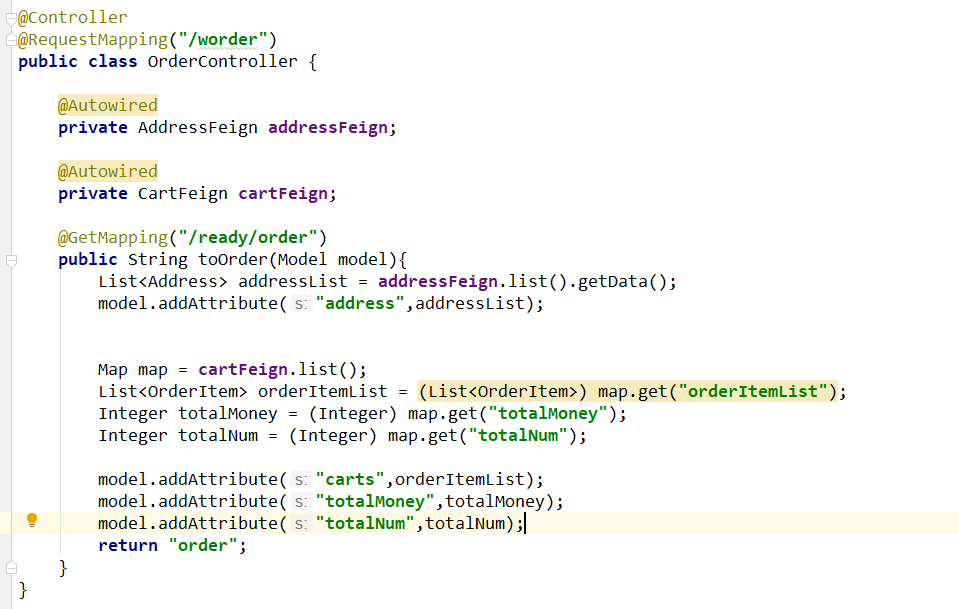 @Controller
@RequestMapping("/worder")
public class OrderController {
@Autowired
private AddressFeign addressFeign;
@Autowired
private CartFeign cartFeign;
@GetMapping("/ready/order")
public String toOrder(Model model){
List<Address> addressList = addressFeign.list().getData();
model.addAttribute( s: "address",addressList);
Map map = cartFeign.list();
List<OrderItem> orderItemList = (List<OrderItem>) map.get("orderItemList");
Integer totalMoney = (Integer) map.get("totalMoney");
Integer totalNum = (Integer) map.get("totalNum");
model.addAttribute( s: "carts",orderItemList);
model.addAttribute( s: "totalMoney",totalMoney);
model.addAttribute( s: "totalNum",totalNum);
return "order";
}
}